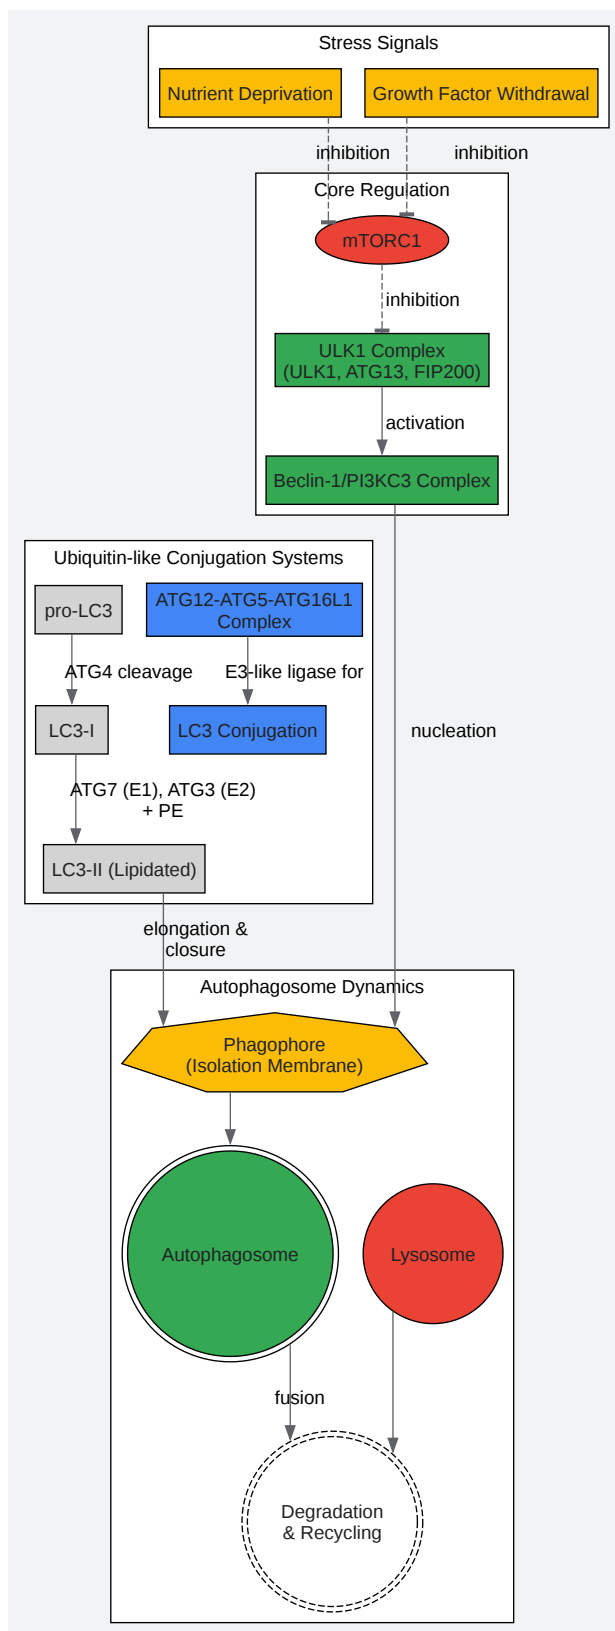 Stress Signals
Nutrient Deprivation
Growth Factor Withdrawal
inhibition
inhibition
Core Regulation
mTORC1
inhibition
ULK1 Complex
(ULK1, ATG13, FIP200)
activation
Beclin-1/PI3KC3 Complex
Ubiquitin-like Conjugation Systems
pro-LC3
ATG12-ATG5-ATG16L1
Complex
ATG4 cleavage
E3-like ligase for
LC3-I
LC3 Conjugation
nucleation
ATG7 (E1), ATG3 (E2)
+ PE
LC3-II (Lipidated)
elongation &
closure
Autophagosome Dynamics
Phagophore
(Isolation Membrane)
Autophagosome
Lysosome
fusion
Degradation
& Recycling